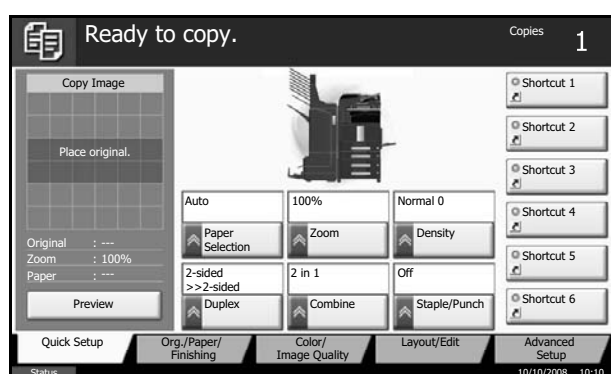 Ready to copy.
Copies
1
Copy Image
Place original.
Original : ---
Zoom : 100%
Paper : ---
Preview
Auto
Paper Selection
100%
Zoom
Normal 0
Density
2-sided
>>2-sided
Duplex
2 in 1
Combine
Off
Staple/Punch
Shortcut 1
Shortcut 2
Shortcut 3
Shortcut 4
Shortcut 5
Shortcut 6
Quick Setup
Org./Paper/
Finishing
Color/
Image Quality
Layout/Edit
Advanced
Setup
Status
10/10/2008 10:10